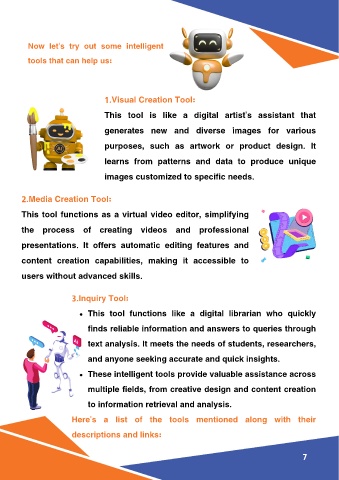 Now let's try out some intelligent
tools that can help us:
1.Visual Creation Tool:
This tool is like a digital artist's assistant that
generates new and diverse images for various
purposes, such as artwork or product design. It
learns from patterns and data to produce unique
images customized to specific needs.
2.Media Creation Tool:
This tool functions as a virtual video editor, simplifying
the process of creating videos and professional
presentations. It offers automatic editing features and
content creation capabilities, making it accessible to
users without advanced skills.
3.Inquiry Tool:
• This tool functions like a digital librarian who quickly
finds reliable information and answers to queries through
text analysis. It meets the needs of students, researchers,
and anyone seeking accurate and quick insights.
• These intelligent tools provide valuable assistance across
multiple fields, from creative design and content creation
to information retrieval and analysis.
Here's a list of the tools mentioned along with their
descriptions and links:
7